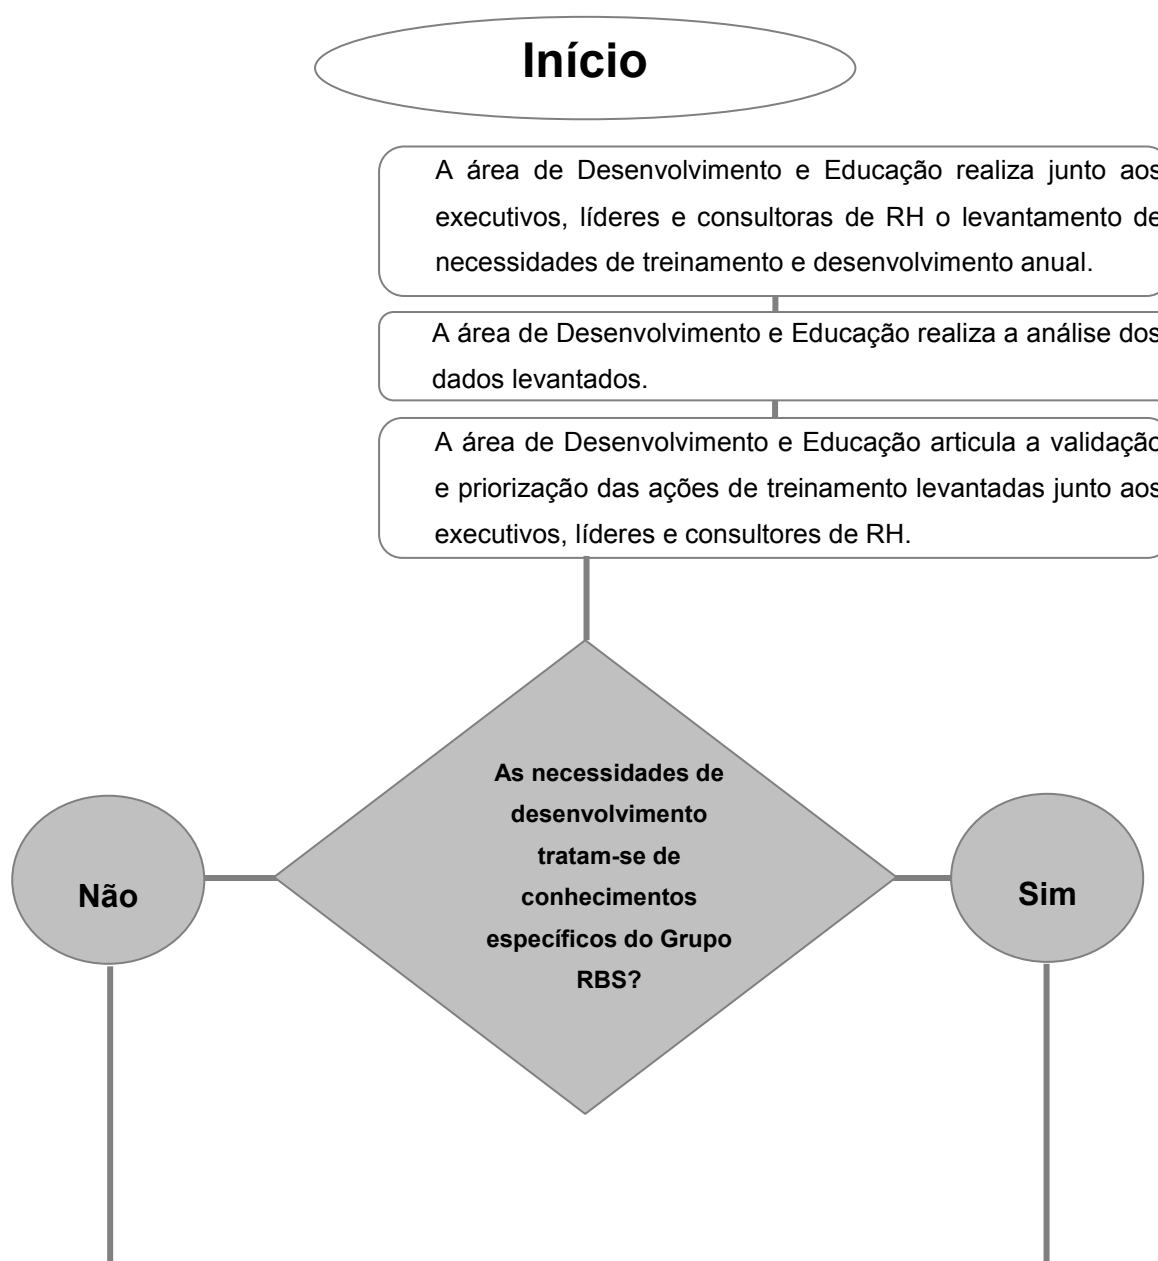 Início
A área de Desenvolvimento e Educação realiza junto aos
executivos, líderes e consultoras de RH o levantamento de
necessidades de treinamento e desenvolvimento anual.
A área de Desenvolvimento e Educação realiza a análise dos
dados levantados.
A área de Desenvolvimento e Educação articula a validação
e priorização das ações de treinamento levantadas junto aos
executivos, líderes e consultores de RH.
As necessidades de
desenvolvimento
tratam-se de
conhecimentos
específicos do Grupo
RBS?
Não
Sim